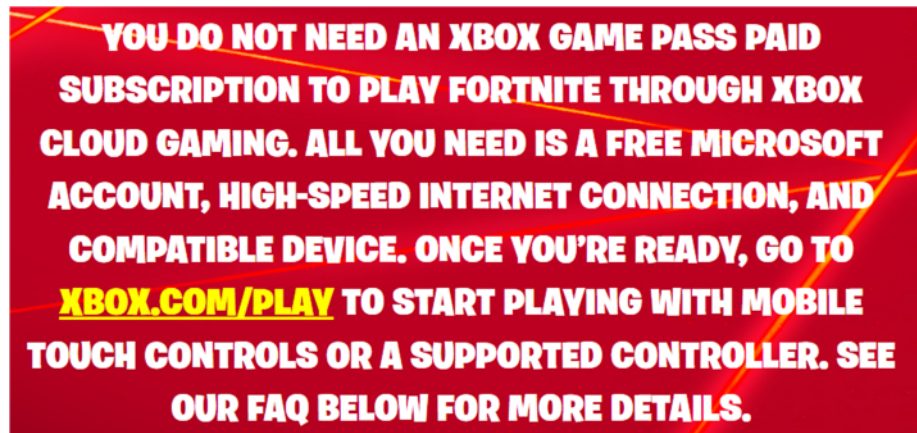 YOU DO NOT NEED AN XBOX GAME PASS PAID
SUBSCRIPTION TO PLAY FORTNITE THROUGH XBOX
CLOUD GAMING. ALL YOU NEED IS A FREE MICROSOFT
ACCOUNT, HIGH-SPEED INTERNET CONNECTION, AND
COMPATIBLE DEVICE. ONCE YOU’RE READY, GO TO
XBOX.COM/PLAY TO START PLAYING WITH MOBILE
TOUCH CONTROLS OR A SUPPORTED CONTROLLER. SEE
OUR FAQ BELOW FOR MORE DETAILS.